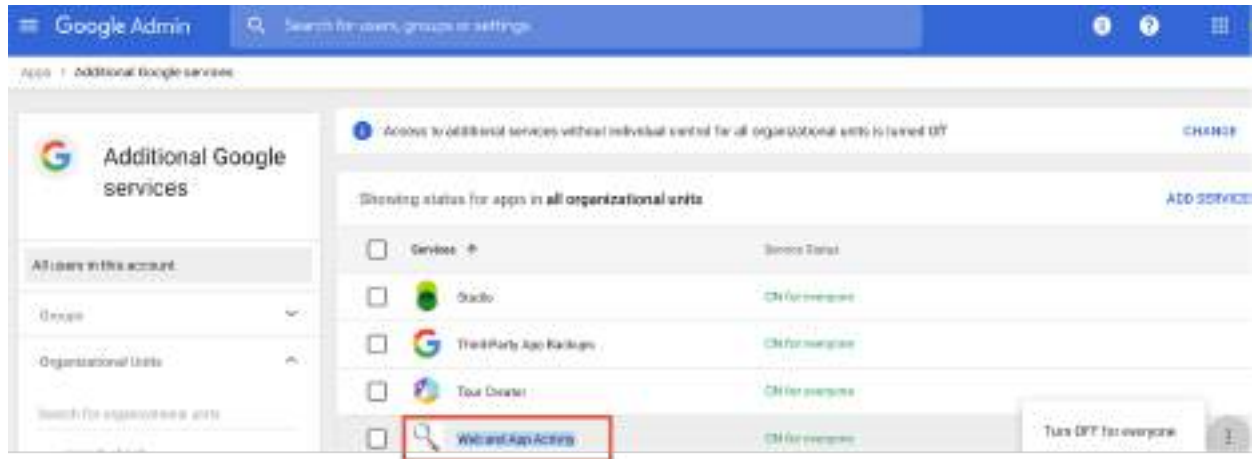 Google Admin
Search for users, groups or settings
Apps > Additional Google services
Additional Google
services
Access to additional services without individual control for all organizational units is turned Off
CHANGE
Showing status for apps in all organizational units
ADD SERVICE
All users in this account
Groups
Organizational Units
Search for organizational units
Services
Service Status
Studio
ON for everyone
Third-Party App Backups
ON for everyone
Tour Creator
ON for everyone
Web and App Activity
ON for everyone
Turn OFF for everyone